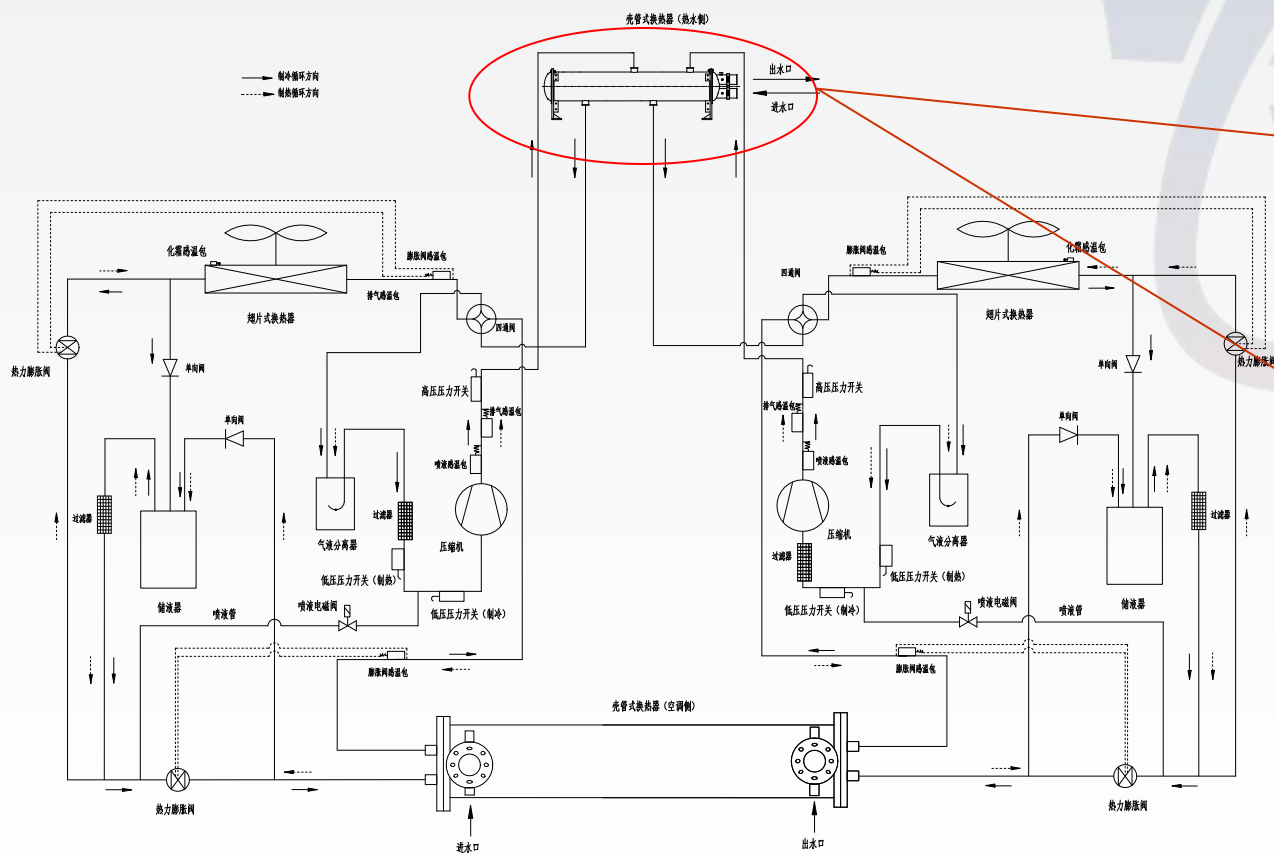 壳管式换热器(热水侧)
制冷循环方向
制热循环方向
出水口
进水口
化霜感温包
膨胀阀感温包
排气感温包
翅片式换热器
四通阀
热力膨胀阀
单向阀
高压压力开关
排气感温包
单向阀
喷液感温包
过滤器
过滤器
气液分离器
压缩机
低压压力开关(制热)
储液器
喷液管
喷液电磁阀
低压压力开关(制冷)
膨胀阀感温包
热力膨胀阀
膨胀阀感温包
化霜感温包
四通阀
翅片式换热器
单向阀
热力膨胀阀
高压压力开关
排气感温包
单向阀
喷液感温包
过滤器
压缩机
气液分离器
过滤器
低压压力开关(制热)
低压压力开关(制冷)
喷液电磁阀
喷液管
储液器
膨胀阀感温包
热力膨胀阀
壳管式换热器(空调侧)
进水口
出水口